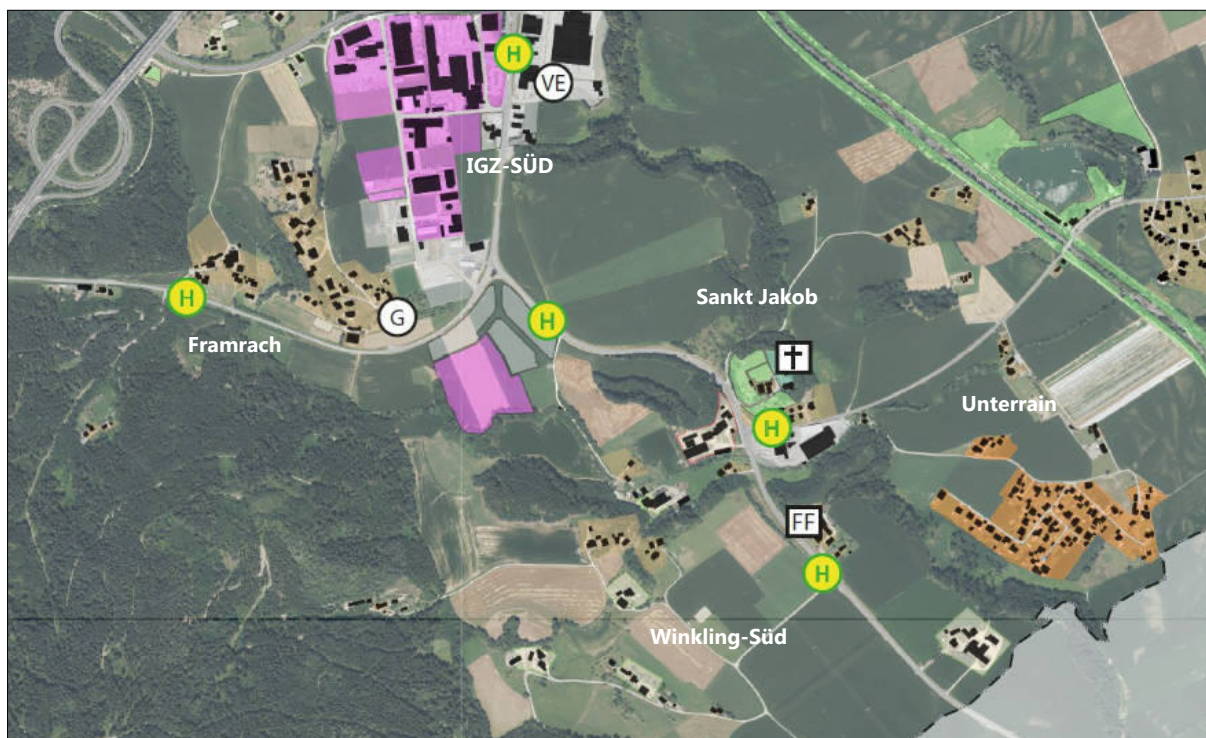 H
VE
IGZ-SÜD
Sankt Jakob
H
G
H
Framrach
Unterrain
H
FF
H
Winkling-Süd